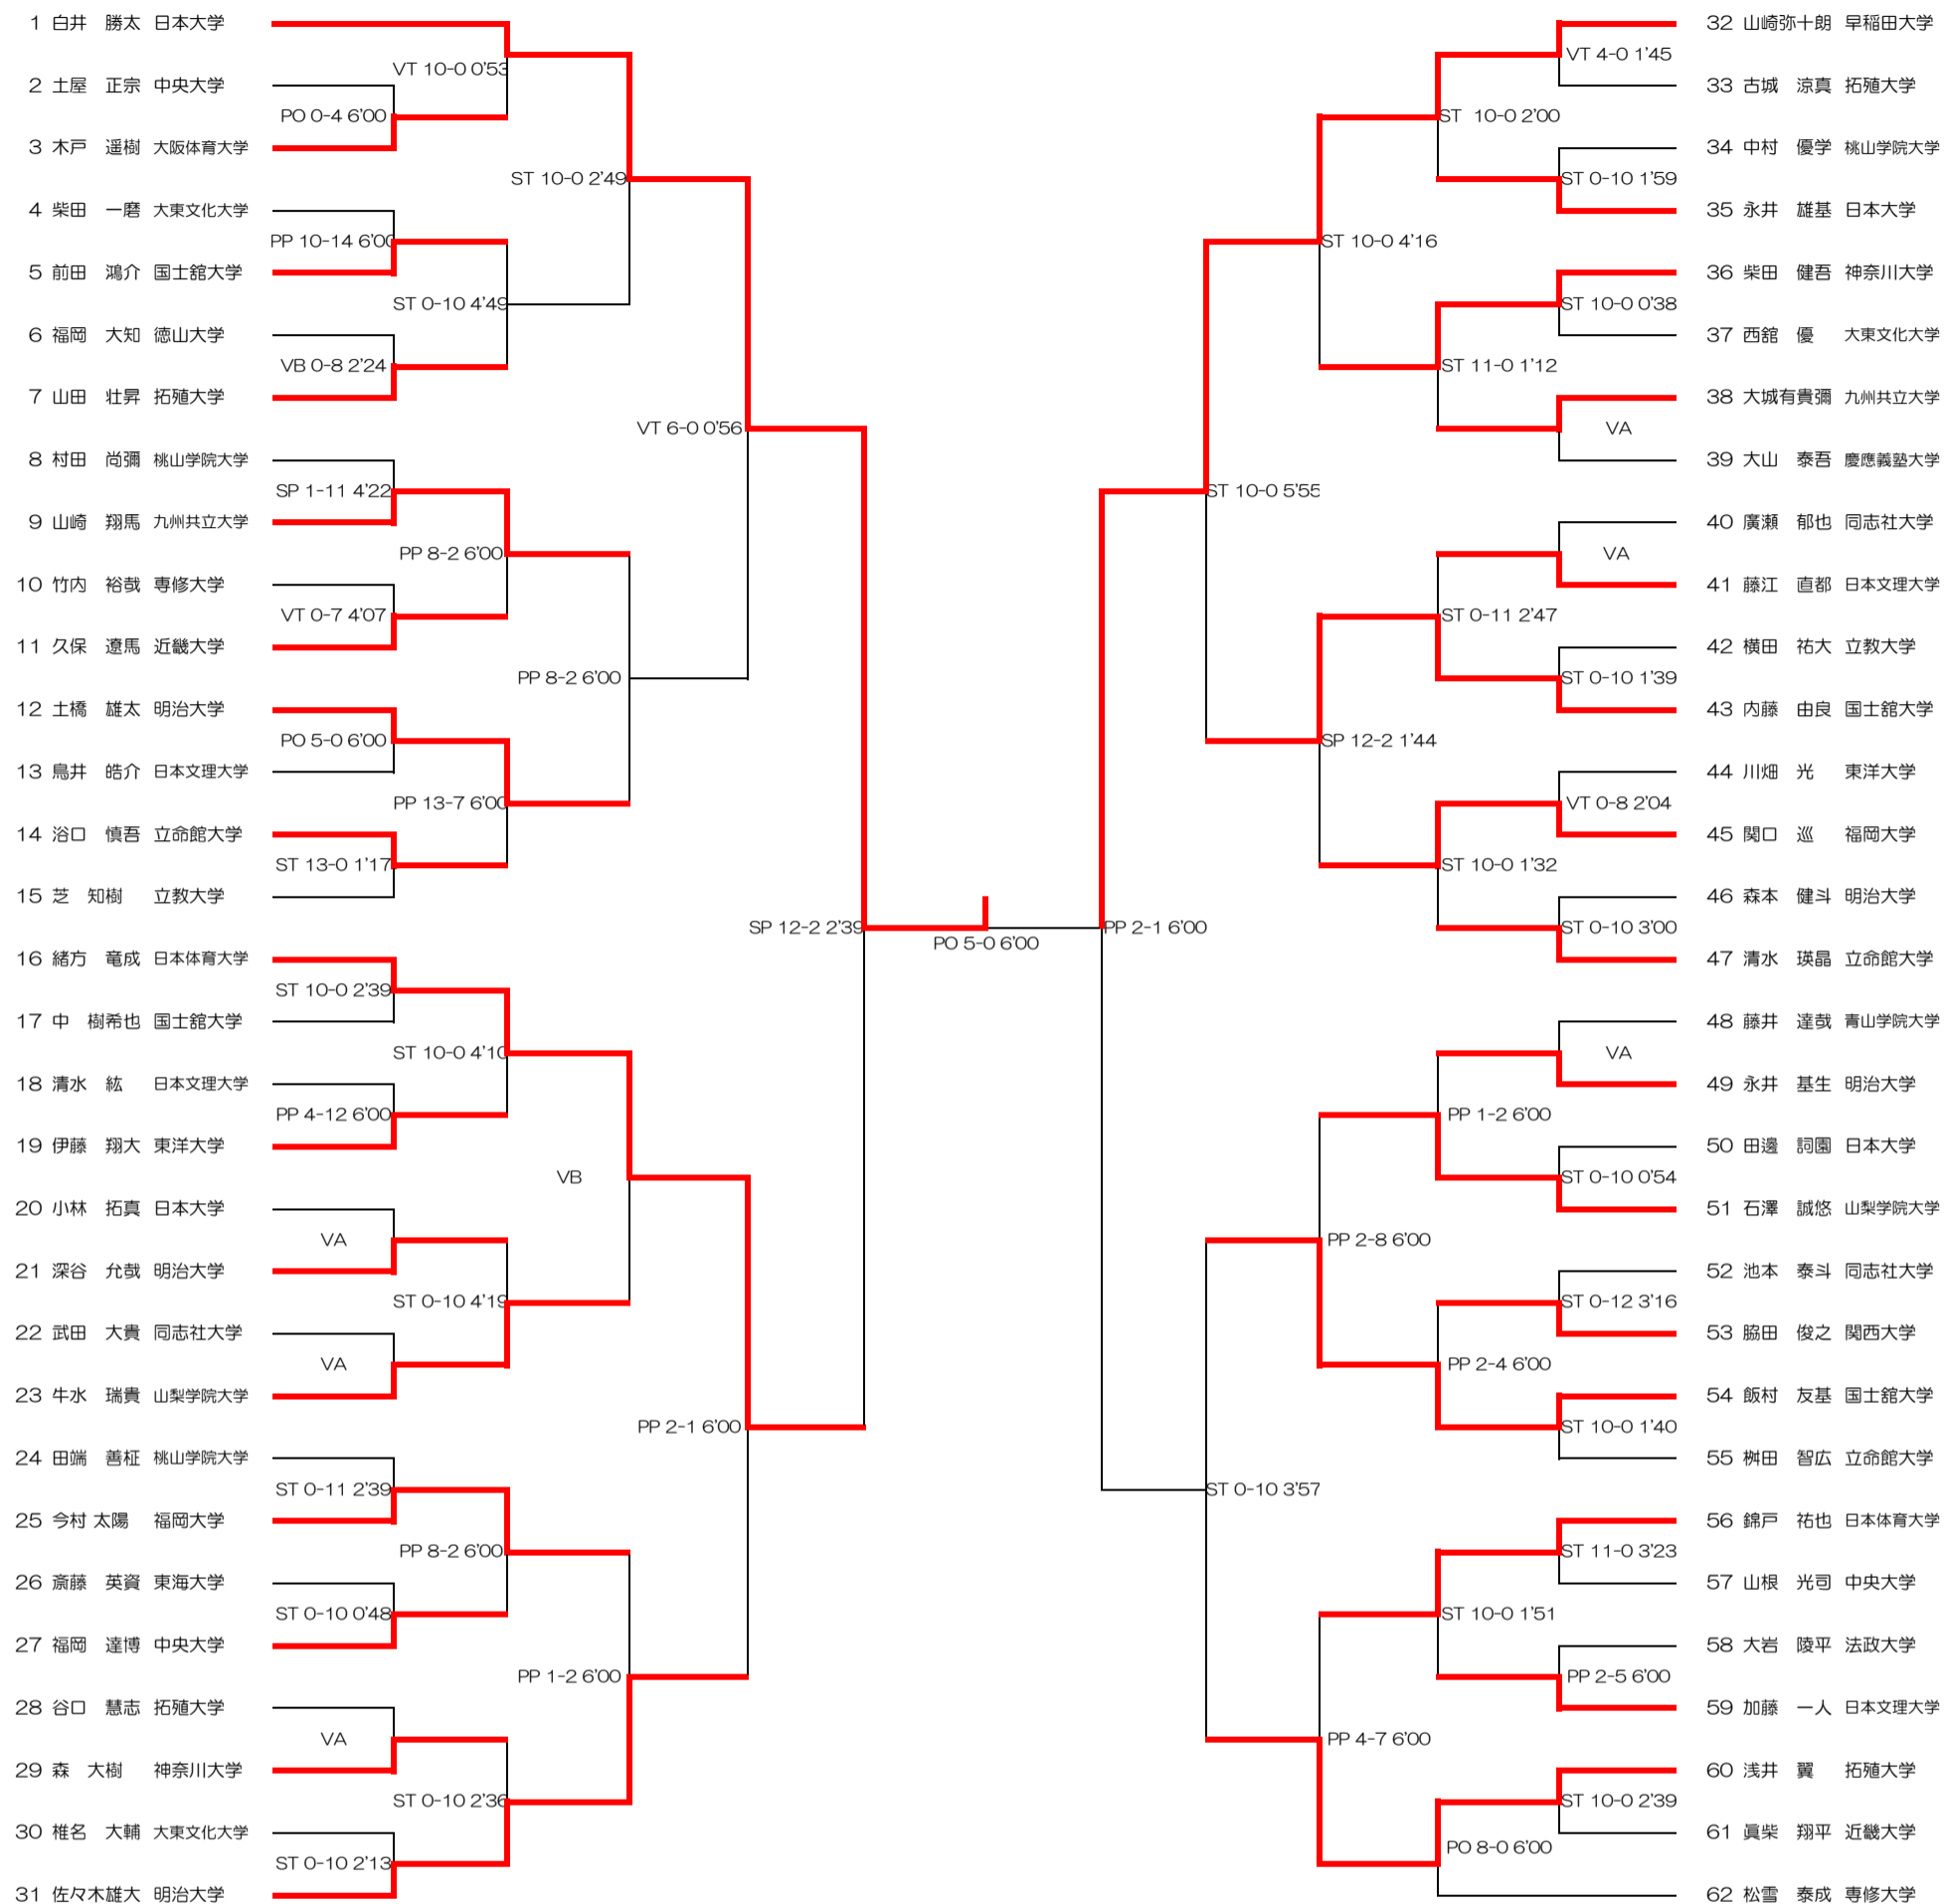 1 白井 勝太 日本大学
2 土屋 正宗 中央大学
3 木戸 遥樹 大阪体育大学
4 柴田 一磨 大東文化大学
5 前田 鴻介 国士舘大学
6 福岡 大知 徳山大学
7 山田 壮昇 拓殖大学
8 村田 尚彌 桃山学院大学
9 山崎 翔馬 九州共立大学
10 竹内 裕哉 専修大学
11 久保 遼馬 近畿大学
12 土橋 雄太 明治大学
13 鳥井 皓介 日本文理大学
14 浴口 慎吾 立命館大学
15 芝 知樹 立教大学
16 緒方 竜成 日本体育大学
17 中 樹希也 国士舘大学
18 清水 紘 日本文理大学
19 伊藤 翔大 東洋大学
20 小林 拓真 日本大学
21 深谷 允哉 明治大学
22 武田 大貴 同志社大学
23 牛水 瑞貴 山梨学院大学
24 田端 善柾 桃山学院大学
25 今村 太陽 福岡大学
26 斎藤 英資 東海大学
27 福岡 達博 中央大学
28 谷口 慧志 拓殖大学
29 森 大樹 神奈川大学
30 椎名 大輔 大東文化大学
31 佐々木雄大 明治大学
PO 0-4 6'00
PP 10-14 6'00
VB 0-8 2'24
SP 1-11 4'22
VT 0-7 4'07
PO 5-0 6'00
ST 13-0 1'17
ST 10-0 2'39
PP 4-12 6'00
VA
VA
ST 0-11 2'39
ST 0-10 0'48
VA
ST 0-10 2'13
VT 10-0 0'53
ST 0-10 4'49
PP 8-2 6'00
PP 13-7 6'00
ST 10-0 4'10
ST 0-10 4'19
PP 8-2 6'00
ST 0-10 2'36
ST 10-0 2'49
PP 8-2 6'00
VB
PP 1-2 6'00
VT 6-0 0'56
PP 2-1 6'00
SP 12-2 2'39
PO 5-0 6'00
PP 2-1 6'00
ST 10-0 5'55
ST 0-10 3'57
ST 10-0 4'16
SP 12-2 1'44
PP 2-8 6'00
PP 4-7 6'00
ST 10-0 2'00
ST 11-0 1'12
ST 0-11 2'47
ST 10-0 1'32
PP 1-2 6'00
PP 2-4 6'00
ST 10-0 1'51
PO 8-0 6'00
VT 4-0 1'45
ST 0-10 1'59
ST 10-0 0'38
VA
VA
ST 0-10 1'39
VT 0-8 2'04
ST 0-10 3'00
VA
ST 0-10 0'54
ST 0-12 3'16
ST 10-0 1'40
ST 11-0 3'23
PP 2-5 6'00
ST 10-0 2'39
32 山崎弥十朗 早稲田大学
33 古城 涼真 拓殖大学
34 中村 優学 桃山学院大学
35 永井 雄基 日本大学
36 柴田 健吾 神奈川大学
37 西舘 優 大東文化大学
38 大城有貴彌 九州共立大学
39 大山 泰吾 慶應義塾大学
40 廣瀬 郁也 同志社大学
41 藤江 直都 日本文理大学
42 横田 祐大 立教大学
43 内藤 由良 国士舘大学
44 川畑 光 東洋大学
45 関口 巡 福岡大学
46 森本 健斗 明治大学
47 清水 瑛晶 立命館大学
48 藤井 達哉 青山学院大学
49 永井 基生 明治大学
50 田邊 詞園 日本大学
51 石澤 誠悠 山梨学院大学
52 池本 泰斗 同志社大学
53 脇田 俊之 関西大学
54 飯村 友基 国士舘大学
55 桝田 智広 立命館大学
56 錦戸 祐也 日本体育大学
57 山根 光司 中央大学
58 大岩 陵平 法政大学
59 加藤 一人 日本文理大学
60 浅井 翼 拓殖大学
61 眞柴 翔平 近畿大学
62 松雪 泰成 専修大学